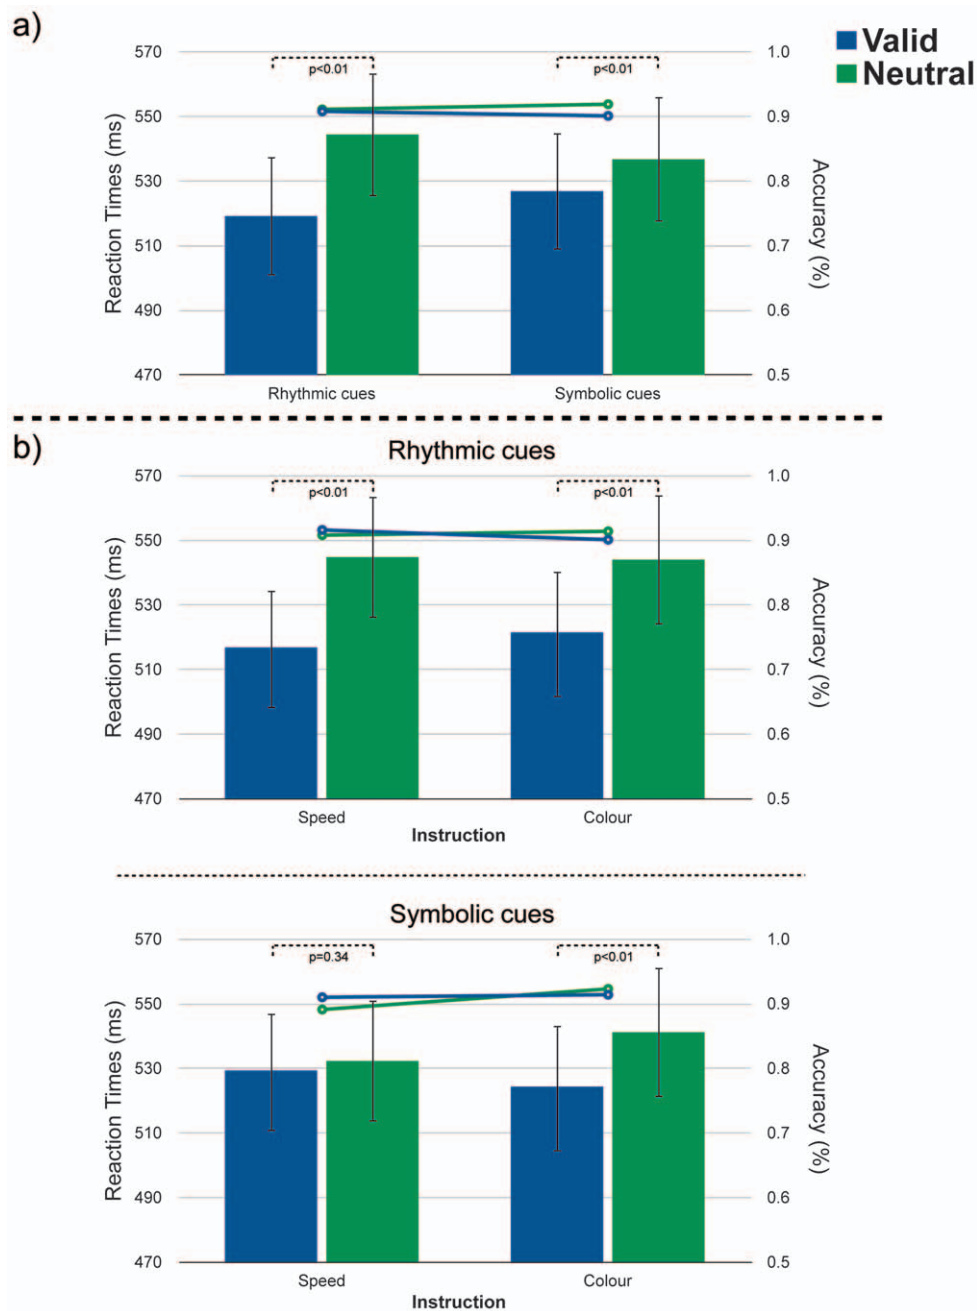 a)
Valid
Neutral
570
550
530
510
490
470
Reaction Times (ms)
p<0.01
p<0.01
1.0
0.9
0.8
0.7
0.6
0.5
Accuracy (%)
Rhythmic cues
Symbolic cues
b)
Rhythmic cues
570
550
530
510
490
470
Reaction Times (ms)
p<0.01
p<0.01
1.0
0.9
0.8
0.7
0.6
0.5
Accuracy (%)
Speed
Colour
Instruction
Symbolic cues
570
550
530
510
490
470
Reaction Times (ms)
p=0.34
p<0.01
1.0
0.9
0.8
0.7
0.6
0.5
Accuracy (%)
Speed
Colour
Instruction